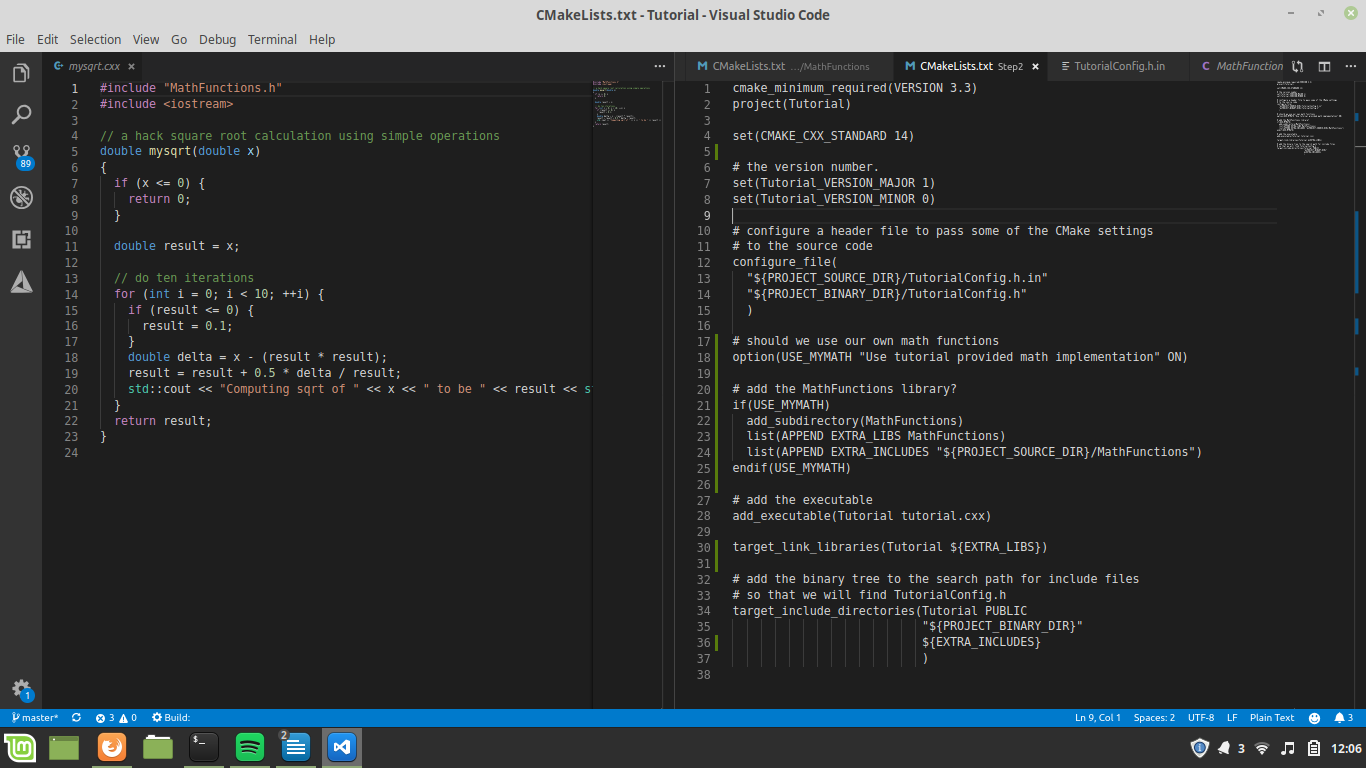 CMakeLists.txt - Tutorial - Visual Studio Code
File Edit Selection View Go Debug Terminal Help
mysqrt.cxx
1 #include "MathFunctions.h"
2 #include <iostream>
3
4 // a hack square root calculation using simple operations
5 double mysqrt(double x)
6 {
7 if (x <= 0) {
8 return 0;
9 }
10
11 double result = x;
12
13 // do ten iterations
14 for (int i = 0; i < 10; ++i) {
15 if (result <= 0) {
16 result = 0.1;
17 }
18 double delta = x - (result * result);
19 result = result + 0.5 * delta / result;
20 std::cout << "Computing sqrt of " << x << " to be " << result << s
21 }
22 return result;
23 }
24
CMakeLists.txt .../MathFunctions CMakeLists.txt Step2 TutorialConfig.h.in C MathFunction
1 cmake_minimum_required(VERSION 3.3)
2 project(Tutorial)
3
4 set(CMAKE_CXX_STANDARD 14)
5
6 # the version number.
7 set(Tutorial_VERSION_MAJOR 1)
8 set(Tutorial_VERSION_MINOR 0)
9
10 # configure a header file to pass some of the CMake settings
11 # to the source code
12 configure_file(
13 "${PROJECT_SOURCE_DIR}/TutorialConfig.h.in"
14 "${PROJECT_BINARY_DIR}/TutorialConfig.h"
15 )
16
17 # should we use our own math functions
18 option(USE_MYMATH "Use tutorial provided math implementation" ON)
19
20 # add the MathFunctions library?
21 if(USE_MYMATH)
22 add_subdirectory(MathFunctions)
23 list(APPEND EXTRA_LIBS MathFunctions)
24 list(APPEND EXTRA_INCLUDES "${PROJECT_SOURCE_DIR}/MathFunctions")
25 endif(USE_MYMATH)
26
27 # add the executable
28 add_executable(Tutorial tutorial.cxx)
29
30 target_link_libraries(Tutorial ${EXTRA_LIBS})
31
32 # add the binary tree to the search path for include files
33 # so that we will find TutorialConfig.h
34 target_include_directories(Tutorial PUBLIC
35 "${PROJECT_BINARY_DIR}"
36 ${EXTRA_INCLUDES}
37 )
38
89
1
master* 3 0 Build: Ln 9, Col 1 Spaces: 2 UTF-8 LF Plain Text 3
2 3 12:06